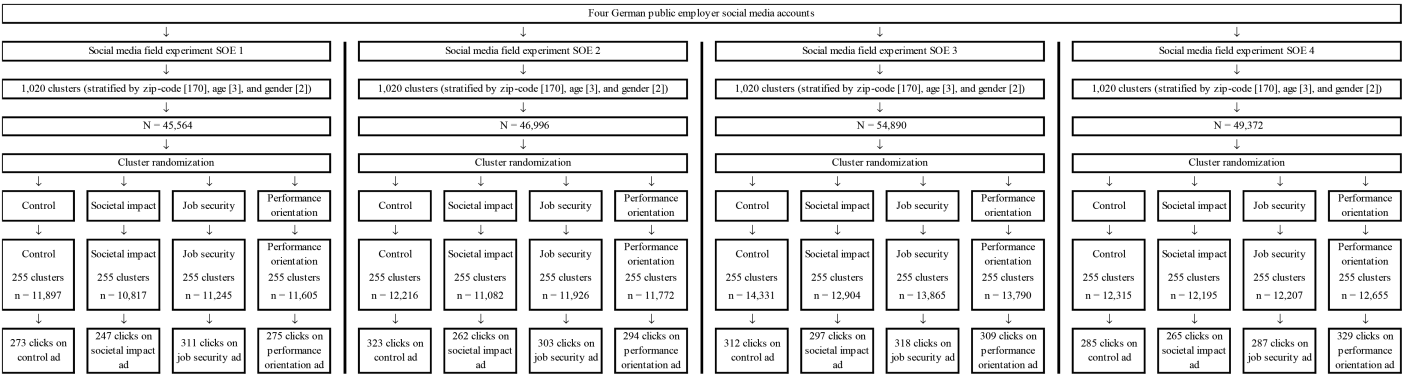 Four German public employer social media accounts
Social media field experiment SOE 1
Social media field experiment SOE 2
Social media field experiment SOE 3
Social media field experiment SOE 4
1,020 clusters (stratified by zip-code [170], age [3], and gender [2])
1,020 clusters (stratified by zip-code [170], age [3], and gender [2])
1,020 clusters (stratified by zip-code [170], age [3], and gender [2])
1,020 clusters (stratified by zip-code [170], age [3], and gender [2])
N = 45,564
N = 46,996
N = 54,890
N = 49,372
Cluster randomization
Cluster randomization
Cluster randomization
Cluster randomization
Control
Societal impact
Job security
Performance
orientation
Control
Societal impact
Job security
Performance
orientation
Control
Societal impact
Job security
Performance
orientation
Control
Societal impact
Job security
Performance
orientation
Control
255 clusters
n = 11,897
Societal impact
255 clusters
n = 10,817
Job security
255 clusters
n = 11,245
Performance
orientation
255 clusters
n = 11,605
Control
255 clusters
n = 12,216
Societal impact
255 clusters
n = 11,082
Job security
255 clusters
n = 11,926
Performance
orientation
255 clusters
n = 11,772
Control
255 clusters
n = 14,331
Societal impact
255 clusters
n = 12,904
Job security
255 clusters
n = 13,865
Performance
orientation
255 clusters
n = 13,790
Control
255 clusters
n = 12,315
Societal impact
255 clusters
n = 12,195
Job security
255 clusters
n = 12,207
Performance
orientation
255 clusters
n = 12,655
273 clicks on
control ad
247 clicks on
societal impact
ad
311 clicks on
job security ad
275 clicks on
performance
orientation ad
323 clicks on
control ad
262 clicks on
societal impact
ad
303 clicks on
job security ad
294 clicks on
performance
orientation ad
312 clicks on
control ad
297 clicks on
societal impact
ad
318 clicks on
job security ad
309 clicks on
performance
orientation ad
285 clicks on
control ad
265 clicks on
societal impact
ad
287 clicks on
job security ad
329 clicks on
performance
orientation ad